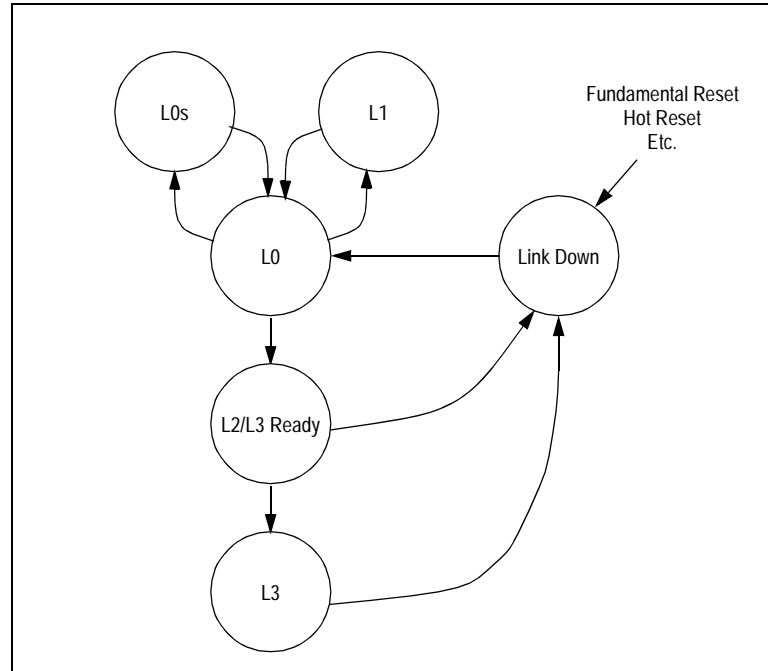 L0s
L1
Fundamental Reset
Hot Reset
Etc.
L0
Link Down
L2/L3 Ready
L3